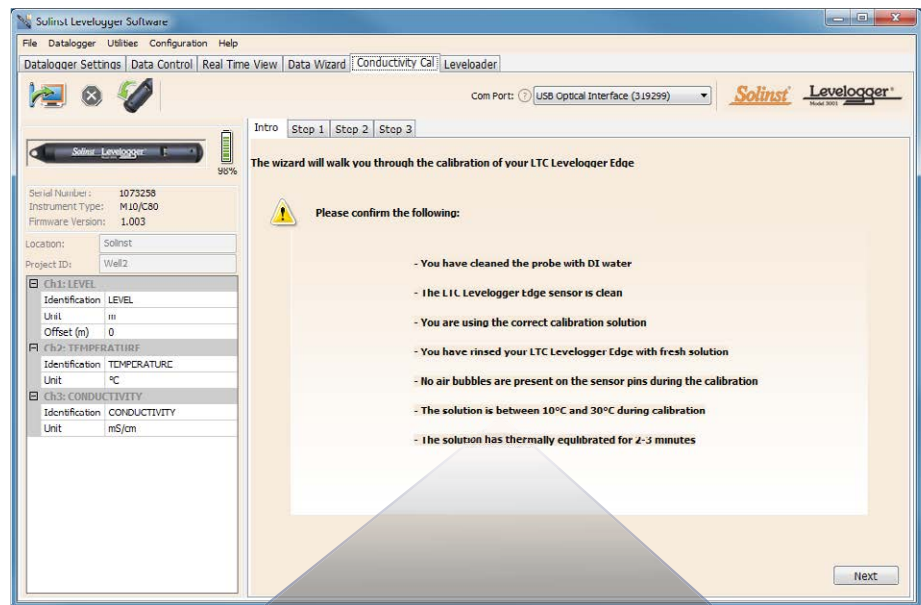 Solinst Levelogger Software
File Datalogger Utilities Configuration Help
Datalogger Settings Data Control Real Time View Data Wizard Conductivity Cal Leveloader
Com Port: ? USB Optical Interface (319299) Solinst Levelogger
Model 3001
Intro Step 1 Step 2 Step 3
Solinst Levelogger
98%
The wizard will walk you through the calibration of your LTC Levelogger Edge
Serial Number: 1073258
Instrument Type: M10/C80
Firmware Version: 1.003
Location: Solinst
Project ID: Well2
Please confirm the following:
Ch1: LEVEL
Identification LEVEL
Unit m
Offset (m) 0
Ch2: TEMPERATURE
Identification TEMPERATURE
Unit °C
Ch3: CONDUCTIVITY
Identification CONDUCTIVITY
Unit mS/cm
- You have cleaned the probe with DI water
- The LTC Levelogger Edge sensor is clean
- You are using the correct calibration solution
- You have rinsed your LTC Levelogger Edge with fresh solution
- No air bubbles are present on the sensor pins during the calibration
- The solution is between 10°C and 30°C during calibration
- The solution has thermally equlibrated for 2-3 minutes
Next